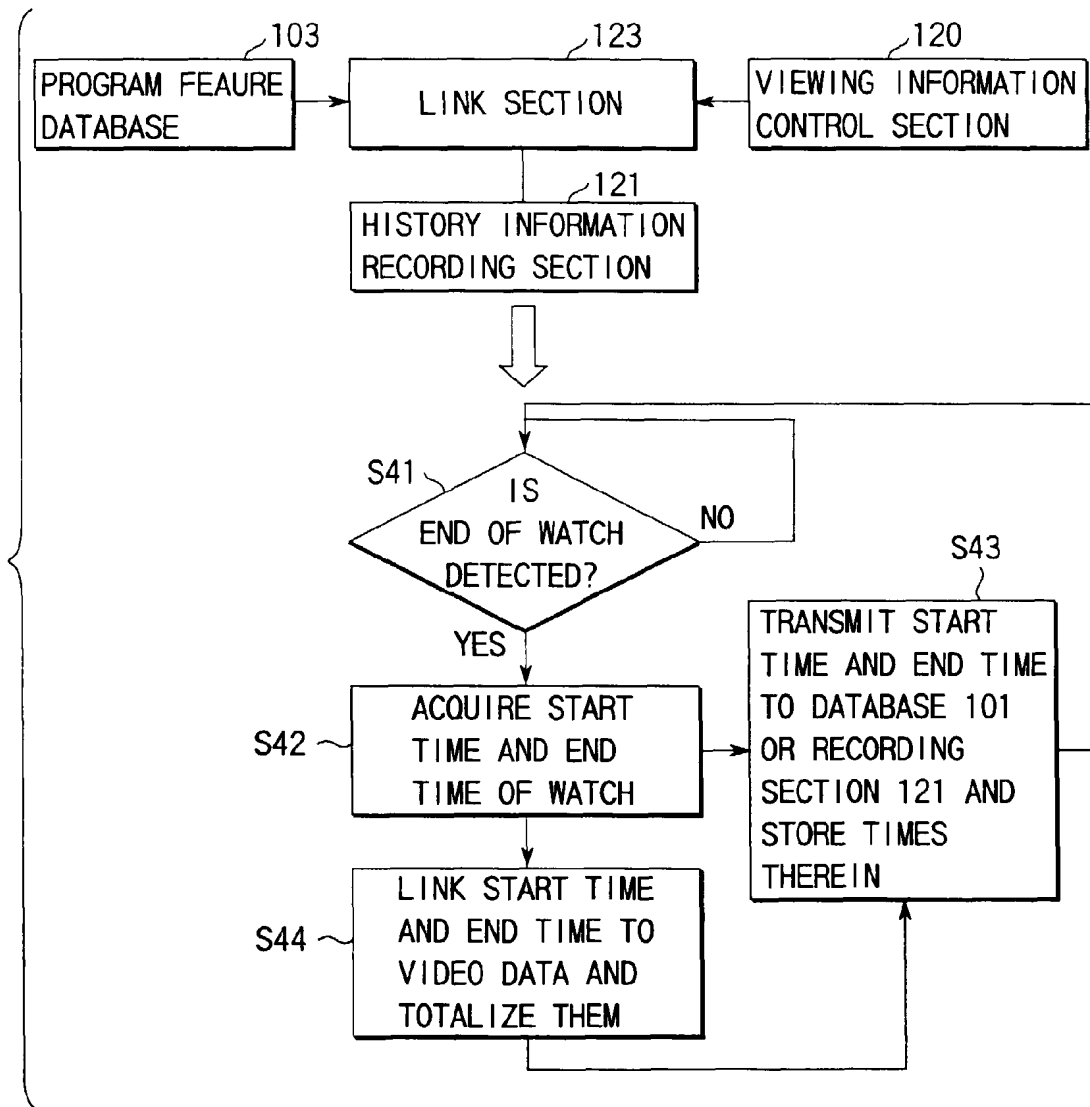 103
PROGRAM FEAURE
DATABASE
123
LINK SECTION
120
VIEWING INFORMATION
CONTROL SECTION
121
HISTORY INFORMATION
RECORDING SECTION
S41
IS
END OF WATCH
DETECTED?
NO
YES
S42
ACQUIRE START
TIME AND END
TIME OF WATCH
S43
TRANSMIT START
TIME AND END TIME
TO DATABASE 101
OR RECORDING
SECTION 121 AND
STORE TIMES
THEREIN
S44
LINK START TIME
AND END TIME TO
VIDEO DATA AND
TOTALIZE THEM